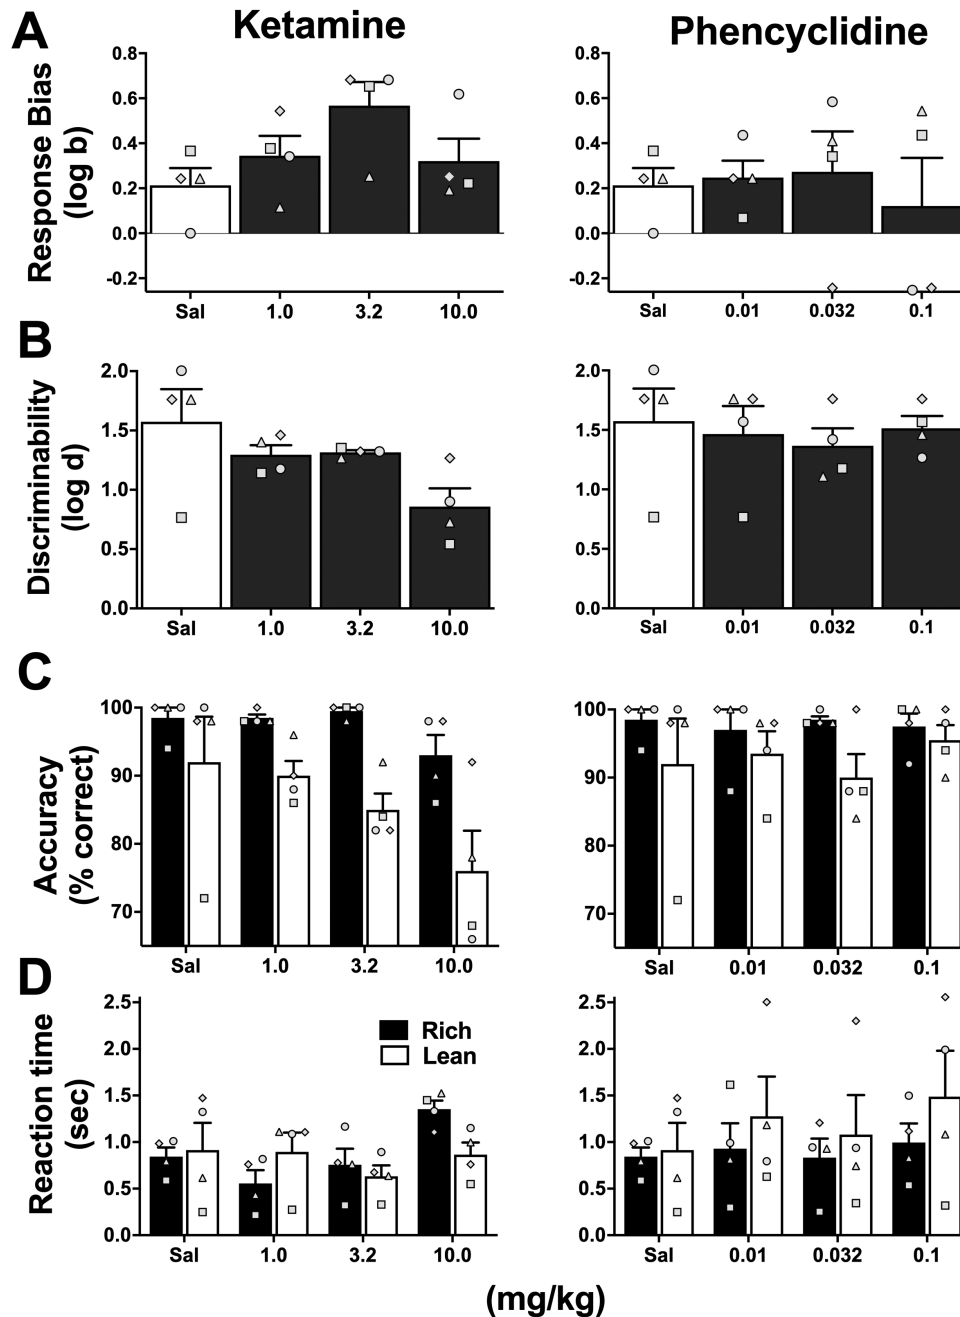 A
Ketamine
Phencyclidine
Response Bias
(log b)
0.8
0.6
0.4
0.2
0.0
-0.2
Sal 1.0 3.2 10.0
0.8
0.6
0.4
0.2
0.0
-0.2
Sal 0.01 0.032 0.1
B
Discriminability
(log d)
2.0
1.5
1.0
0.5
0.0
Sal 1.0 3.2 10.0
2.0
1.5
1.0
0.5
0.0
Sal 0.01 0.032 0.1
C
Accuracy
(% correct)
100
90
80
70
Sal 1.0 3.2 10.0
100
90
80
70
Sal 0.01 0.032 0.1
D
Reaction time
(sec)
2.5
2.0
1.5
1.0
0.5
0.0
Rich
Lean
Sal 1.0 3.2 10.0
2.5
2.0
1.5
1.0
0.5
0.0
Sal 0.01 0.032 0.1
(mg/kg)